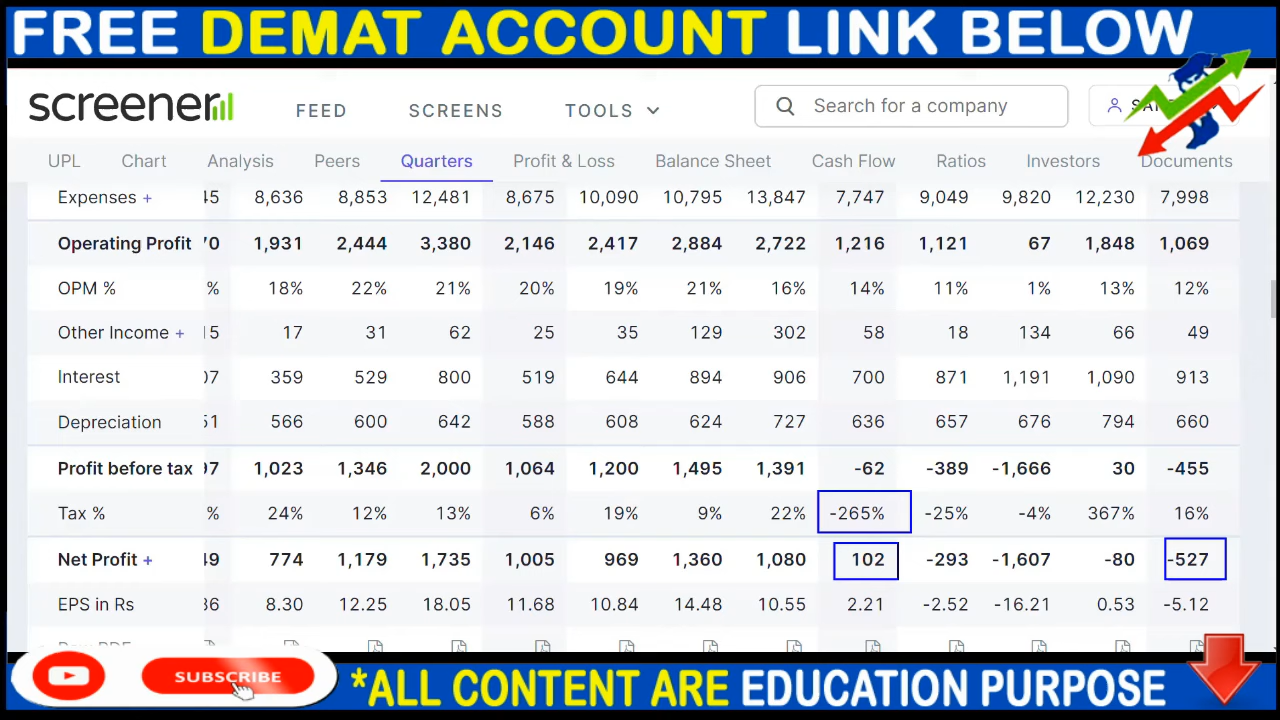 FREE DEMAT ACCOUNT LINK BELOW
screener FEED SCREENS TOOLS Search for a company
UPL Chart Analysis Peers Quarters Profit & Loss Balance Sheet Cash Flow Ratios Investors Documents
Expenses + 45 8,636 8,853 12,481 8,675 10,090 10,795 13,847 7,747 9,049 9,820 12,230 7,998
Operating Profit 70 1,931 2,444 3,380 2,146 2,417 2,884 2,722 1,216 1,121 67 1,848 1,069
OPM % % 18% 22% 21% 20% 19% 21% 16% 14% 11% 1% 13% 12%
Other Income + 15 17 31 62 25 35 129 302 58 18 134 66 49
Interest 07 359 529 800 519 644 894 906 700 871 1,191 1,090 913
Depreciation 51 566 600 642 588 608 624 727 636 657 676 794 660
Profit before tax 97 1,023 1,346 2,000 1,064 1,200 1,495 1,391 -62 -389 -1,666 30 -455
Tax % % 24% 12% 13% 6% 19% 9% 22% -265% -25% -4% 367% 16%
Net Profit + 49 774 1,179 1,735 1,005 969 1,360 1,080 102 -293 -1,607 -80 -527
EPS in Rs 36 8.30 12.25 18.05 11.68 10.84 14.48 10.55 2.21 -2.52 -16.21 0.53 -5.12
SUBSCRIBE
*ALL CONTENT ARE EDUCATION PURPOSE